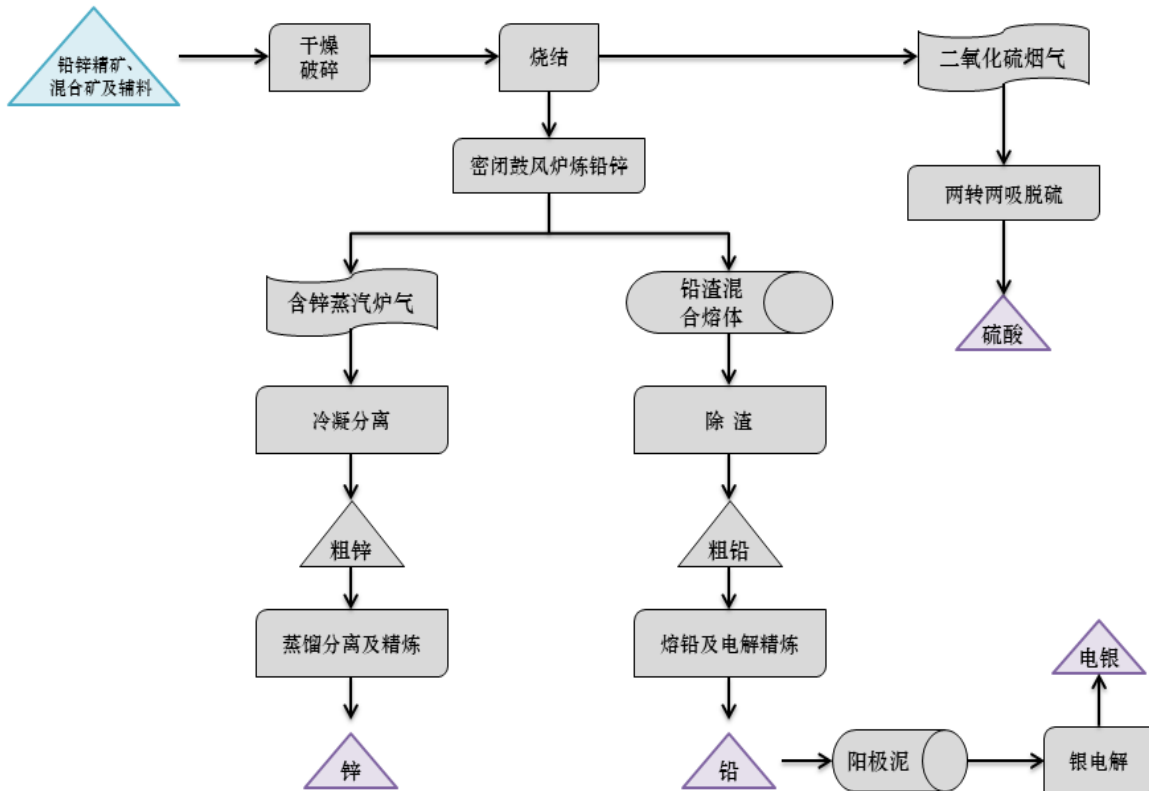 铅锌精矿、
混合矿及辅料
干燥
破碎
烧结
二氧化硫烟气
密闭鼓风炉炼铅锌
两转两吸脱硫
含锌蒸汽炉气
铅渣混
合熔体
硫酸
冷凝分离
除 渣
粗锌
粗铅
蒸馏分离及精炼
熔铅及电解精炼
电银
锌
铅
阳极泥
银电解